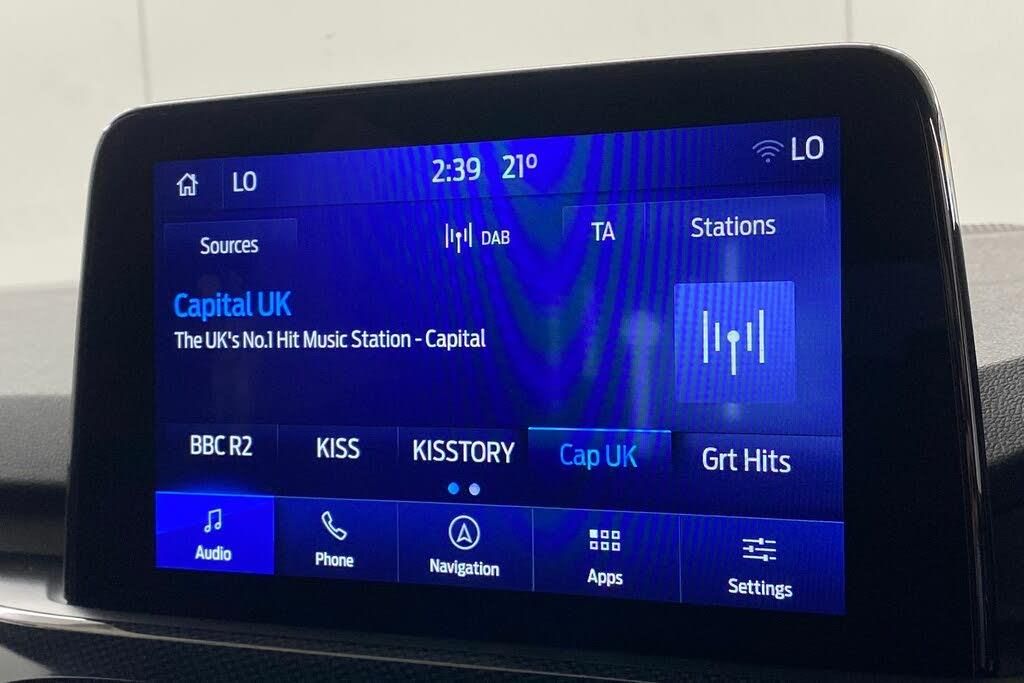 LO 2:39 21° LO
Sources DAB TA Stations
Capital UK
The UK's No.1 Hit Music Station - Capital
BBC R2 KISS KISSTORY Cap UK Grt Hits
Audio Phone Navigation Apps Settings